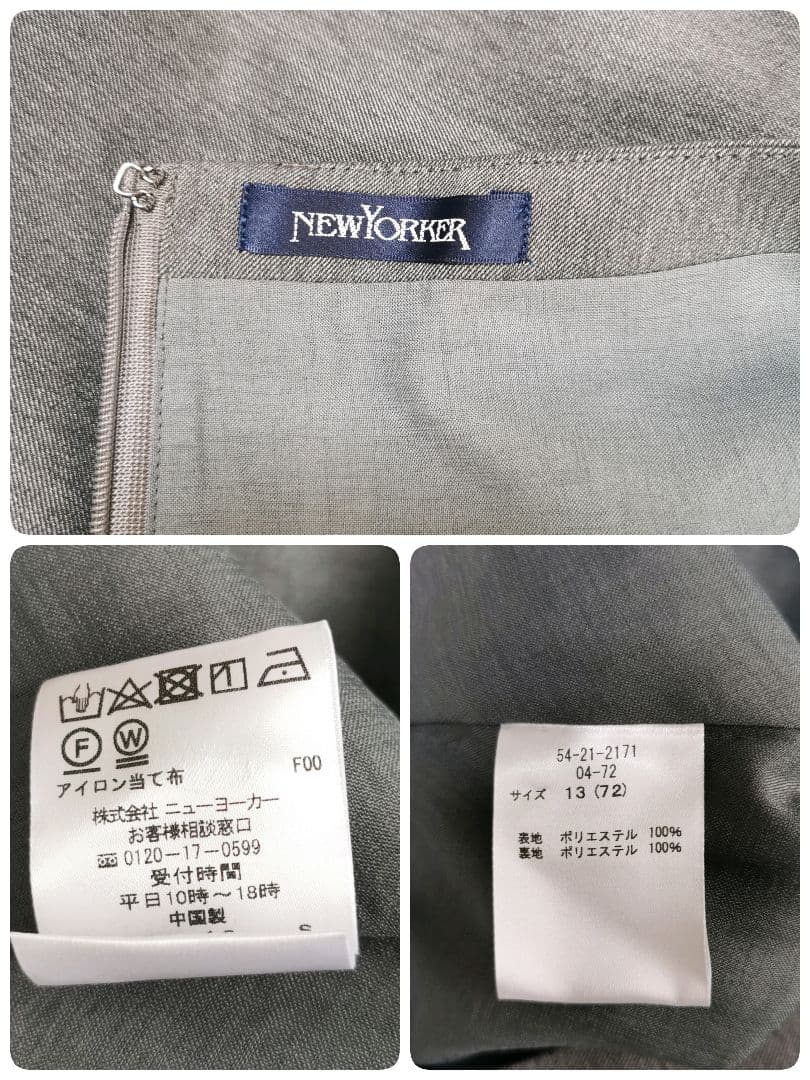 NEWYORKER
F
W
アイロン当て布
F00
株式会社 ニューヨーカー
お客様相談窓口
0120-17-0599
受付時間
平日10時～18時
中国製
54-21-2171
04-72
サイズ 13 (72)
表地 ポリエステル 100%
裏地 ポリエステル 100%